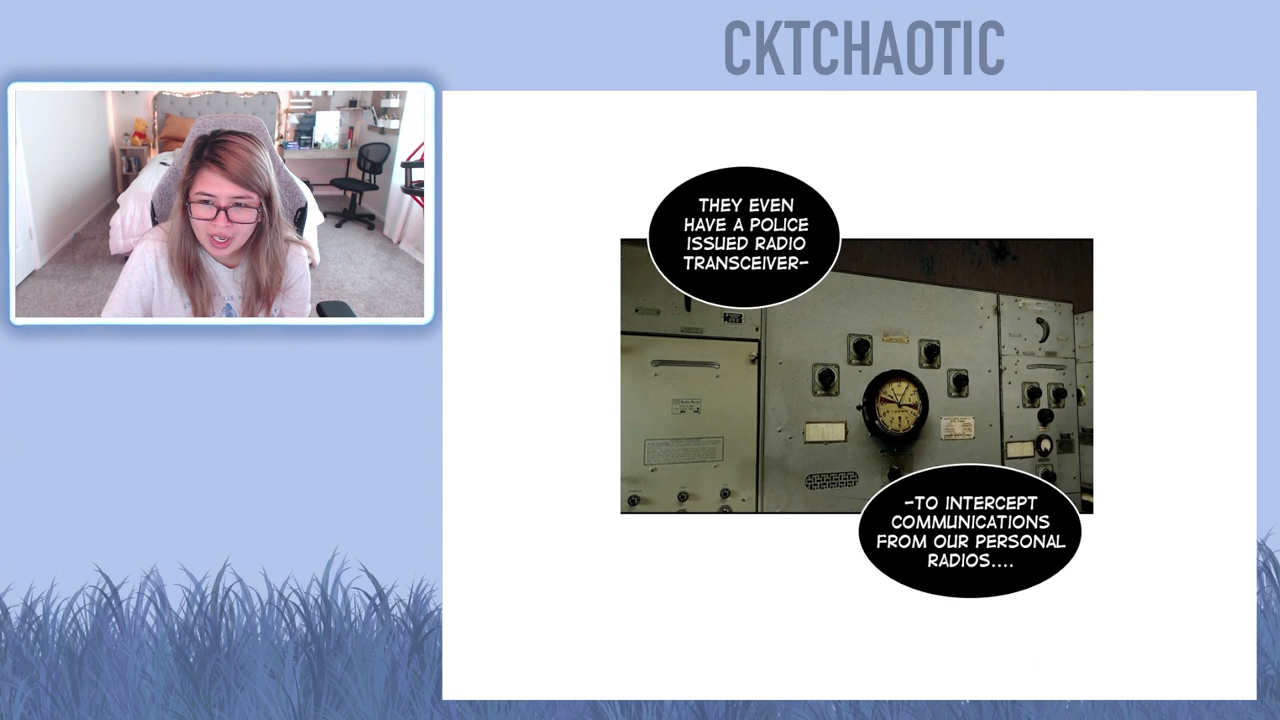 CKTCHAOTIC
THEY EVEN
HAVE A POLICE
ISSUED RADIO
TRANSCEIVER-
-TO INTERCEPT
COMMUNICATIONS
FROM OUR PERSONAL
RADIOS....